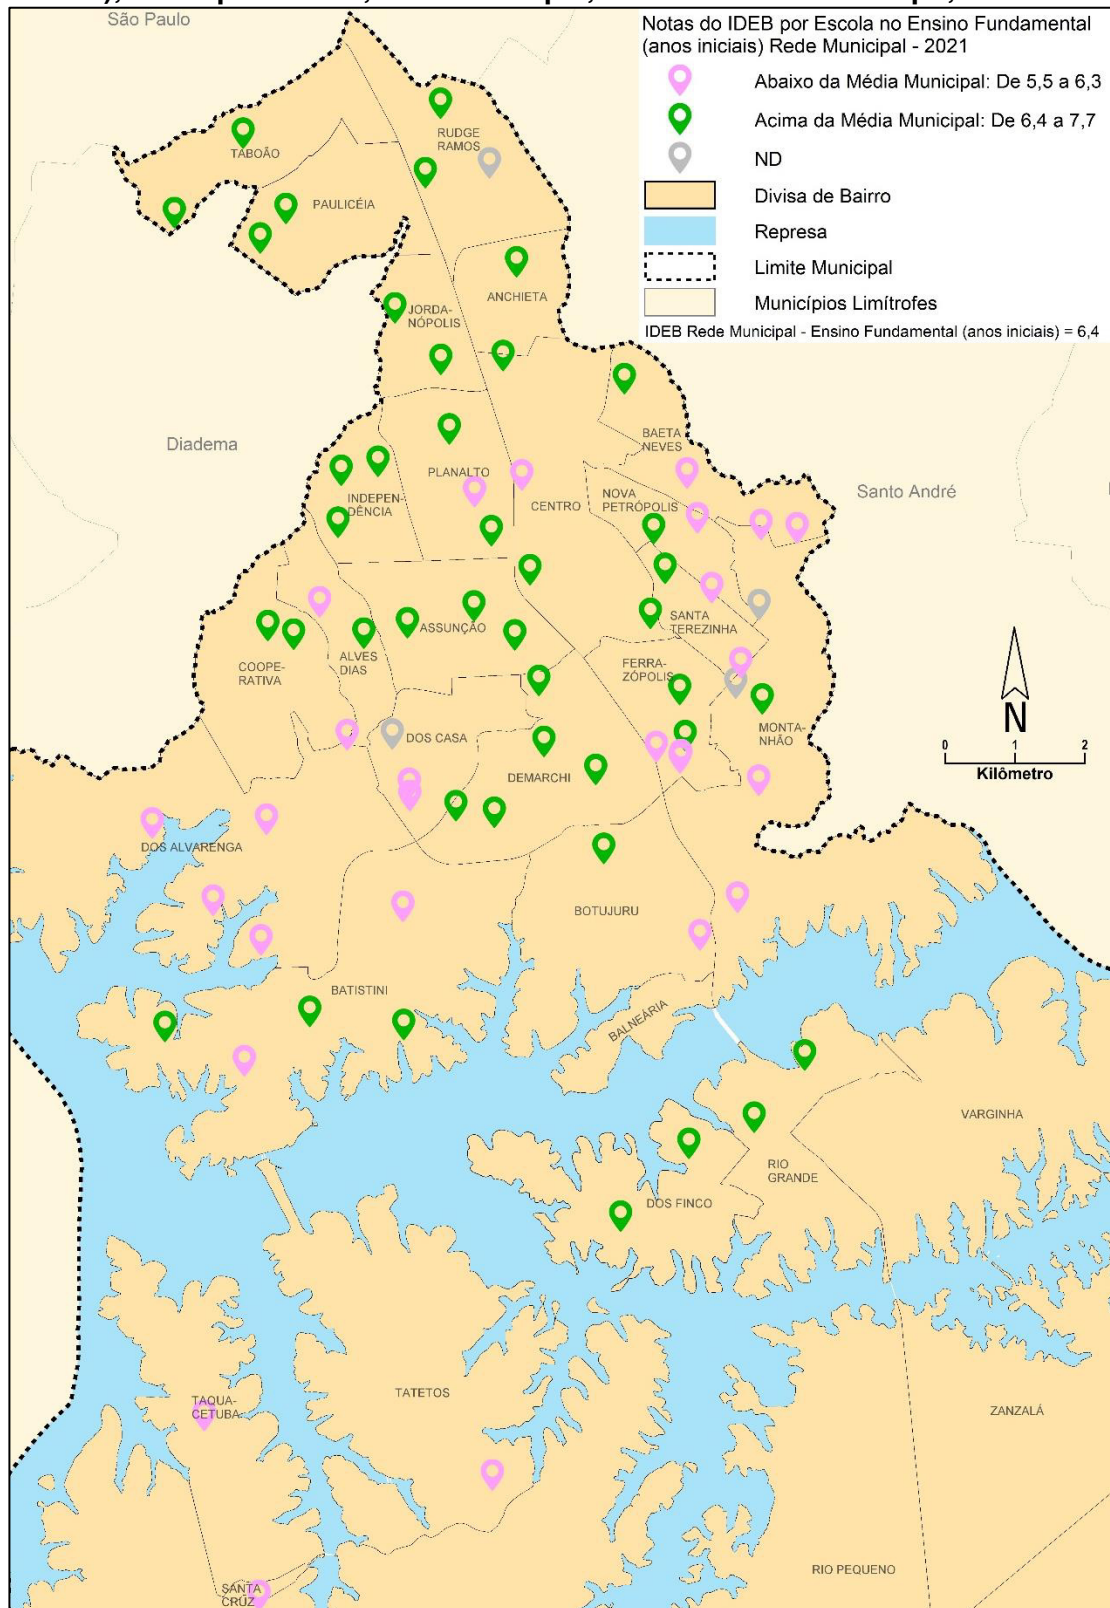 São Paulo
Notas do IDEB por Escola no Ensino Fundamental
(anos iniciais) Rede Municipal - 2021
Abaixo da Média Municipal: De 5,5 a 6,3
Acima da Média Municipal: De 6,4 a 7,7
ND
Divisa de Bairro
Represa
Limite Municipal
Municípios Limítrofes
IDEB Rede Municipal - Ensino Fundamental (anos iniciais) = 6,4
RUDGE
RAMOS
TABOÃO
PAULICÉIA
ANCHIETA
JORDA-
NÓPOLIS
Diadema
BAETA
NEVES
PLANALTO
Santo André
INDEPEN-
DÊNCIA
CENTRO
NOVA
PETRÓPOLIS
ASSUNÇÃO
SANTA
TEREZINHA
COOPE-
RATIVA
ALVES
DIAS
FERRA-
ZÓPOLIS
MONTA-
NHÃO
N
0 1 2
Kilômetro
DOS CASA
DEMARCHI
DOS ALVARENGA
BOTUJURU
BATISTINI
BALNEÁRIA
VARGINHA
RIO
GRANDE
DOS FINCO
TATETOS
TAQUA-
CETUBA
ZANZALÁ
RIO PEQUENO
SANTA
CRUZ